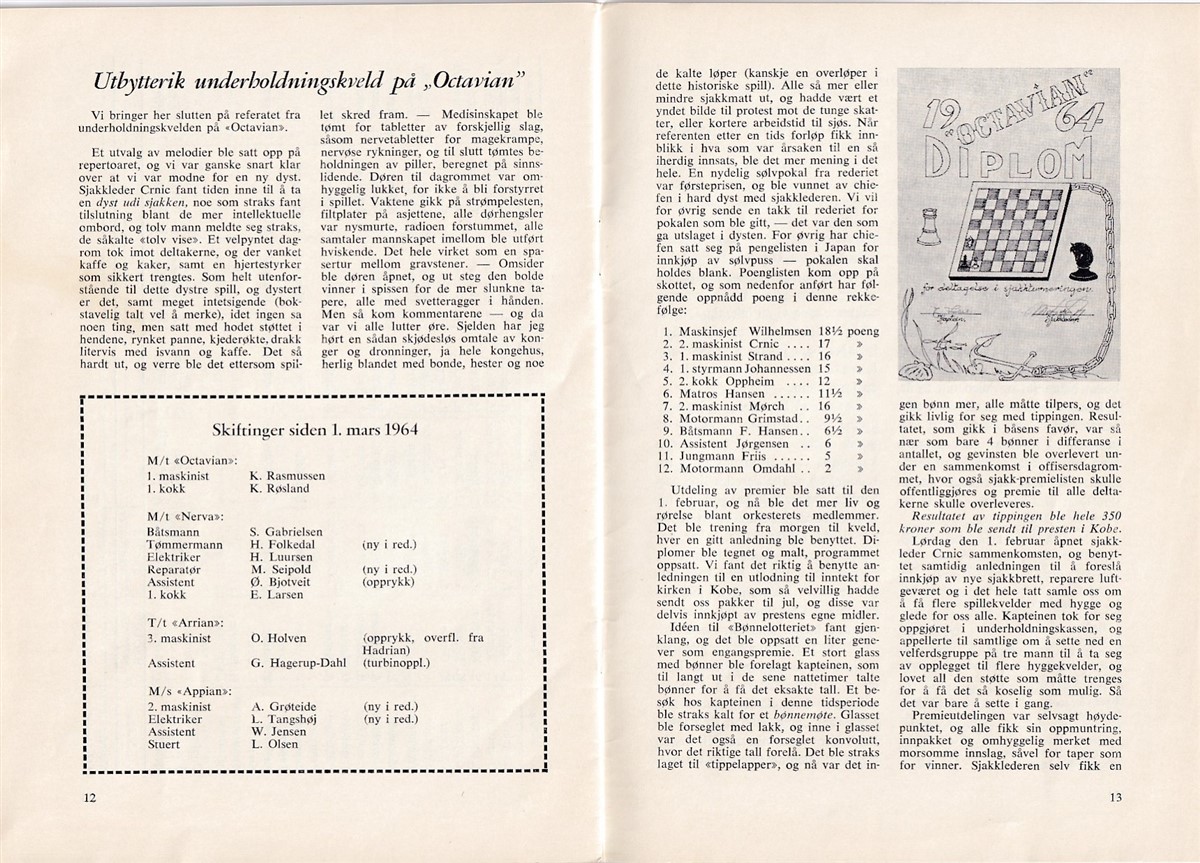 Utbytterik underholdningskveld på „Octavian”
Vi bringer her slutten på referatet fra
underholdningskvelden på «Octavian».
Et utvalg av melodier ble satt opp på
repertoaret, og vi var ganske snart klar
over at vi var modne for en ny dyst.
Sjakkleder Crnic fant tiden inne til å ta
en dyst udi sjakken, noe som straks fant
tilslutning blant de mer intellektuelle
ombord, og tolv mann meldte seg straks,
de såkalte «tolv vise». Et velpyntet dag-
rom tok imot deltakerne, og der vanket
kaffe og kaker, samt en hjertestyrker
som sikkert trengtes. Som helt utenfor-
stående til dette dystre spill, og dystert
er det, samt meget intetsigende (bok-
stavelig talt vel å merke), idet ingen sa
noen ting, men satt med hodet støttet i
hendene, rynket panne, kjederøkte, drakk
litervis med isvann og kaffe. Det så
hardt ut, og verre ble det ettersom spil-
let skred fram. — Medisinskapet ble
tømt for tabletter av forskjellig slag,
såsom nervetabletter for magekrampe,
nervøse rykninger, og til slutt tømtes be-
holdningen av piller, beregnet på sinns-
lidende. Døren til dagrommet var om-
hyggelig lukket, for ikke å bli forstyrret
i spillet. Vaktene gikk på strømpelesten,
filtplater på asjettene, alle dørhengsler
var nysmurte, radioen forstummet, alle
samtaler mannskapet imellom ble utført
hviskende. Det hele virket som en spa-
sertur mellom gravstener. — Omsider
ble døren åpnet, og ut steg den bolde
vinner i spissen for de mer slunkne ta-
pere, alle med svetteragger i hånden.
Men så kom kommentarene — og da
var vi alle lutter øre. Sjelden har jeg
hørt en sådan skjødesløs omtale av kon-
ger og dronninger, ja hele kongehus,
herlig blandet med bonde, hester og noe
Skiftinger siden 1. mars 1964
M/t «Octavian»:
1. maskinist K. Rasmussen
1. kokk K. Røsland
M/t «Nerva»:
Båtsmann S. Gabrielsen
Tømmermann H. Folkedal (ny i red.)
Elektriker H. Luursen
Reparatør M. Seipold (ny i red.)
Assistent Ø. Bjotveit (opprykk)
1. kokk E. Larsen
T/t «Arrian»:
3. maskinist O. Holven (opprykk, overfl. fra
Hadrian)
Assistent G. Hagerup-Dahl (turbinoppl.)
M/s «Appian»:
2. maskinist A. Grøteide (ny i red.)
Elektriker L. Tangshøj (ny i red.)
Assistent W. Jensen
Stuert L. Olsen
12
de kalte løper (kanskje en overløper i
dette historiske spill). Alle så mer eller
mindre sjakkmatt ut, og hadde vært et
yndet bilde til protest mot de tunge skat-
ter, eller kortere arbeidstid til sjøs. Når
referenten etter en tids forløp fikk inn-
blikk i hva som var årsaken til en så
iherdig innsats, ble det mer mening i det
hele. En nydelig sølvpokal fra rederiet
var førsteprisen, og ble vunnet av chie-
fen i hard dyst med sjakklederen. Vi vil
for øvrig sende en takk til rederiet for
pokalen som ble gitt, — det var den som
ga utslaget i dysten. For øvrig har chie-
fen satt seg på pengelisten i Japan for
innkjøp av sølvpuss — pokalen skal
holdes blank. Poenglisten kom opp på
skottet, og som nedenfor anført har føl-
gende oppnådd poeng i denne rekke-
følge:
1. Maskinsjef Wilhelmsen 18½ poeng
2. 2. maskinist Crnic .... 17 »
3. 1. maskinist Strand .... 16 »
4. 1. styrmann Johannessen 15 »
5. 2. kokk Oppheim .... 12 »
6. Matros Hansen ...... 11½ »
7. 2. maskinist Mørch .. 16 »
8. Motormann Grimstad.. 9½ »
9. Båtsmann F. Hansen.. 6½ »
10. Assistent Jørgensen .. 6 »
11. Jungmann Friis ...... 5 »
12. Motormann Omdahl .. 2 »
Utdeling av premier ble satt til den
1. februar, og nå ble det mer liv og
rørelse blant orkesterets medlemmer.
Det ble trening fra morgen til kveld,
hver en gitt anledning ble benyttet. Di-
plomer ble tegnet og malt, programmet
oppsatt. Vi fant det riktig å benytte an-
ledningen til en utlodning til inntekt for
kirken i Kobe, som så velvillig hadde
sendt oss pakker til jul, og disse var
delvis innkjøpt av prestens egne midler.
Idéen til «Bønnelotteriet» fant gjen-
klang, og det ble oppsatt en liter gene-
ver som engangspremie. Et stort glass
med bønner ble forelagt kapteinen, som
til langt ut i de sene nattetimer talte
bønner for å få det eksakte tall. Et be-
søk hos kapteinen i denne tidsperiode
ble straks kalt for et bønnemøte. Glasset
ble forseglet med lakk, og inne i glasset
var det også en forseglet konvolutt,
hvor det riktige tall forelå. Det ble straks
laget til «tippelapper», og nå var det in-
1964
"OCTAVIAN"
DIPLOM
for deltagelse i sjakkturneringen.
Kaptein.
gen bønn mer, alle måtte tilpers, og det
gikk livlig for seg med tippingen. Resul-
tatet, som gikk i båsens favør, var så
nær som bare 4 bønner i differanse i
antallet, og gevinsten ble overlevert un-
der en sammenkomst i offisersdagrom-
met, hvor også sjakk-premielisten skulle
offentliggjøres og premie til alle delta-
kerne skulle overleveres.
Resultatet av tippingen ble hele 350
kroner som ble sendt til presten i Kobe.
Lørdag den 1. februar åpnet sjakk-
leder Crnic sammenkomsten, og benyt-
tet samtidig anledningen til å foreslå
innkjøp av nye sjakkbrett, reparere luft-
geværet og i det hele tatt samle oss om
å få flere spillekvelder med hygge og
glede for oss alle. Kapteinen tok for seg
oppgjøret i underholdningskassen, og
appellerte til samtlige om å sette ned en
velferdsgruppe på tre mann til å ta seg
av opplegget til flere hyggekvelder, og
lovet all den støtte som måtte trenges
for å få det så koselig som mulig. Så
det var bare å sette i gang.
Premieutdelingen var selvsagt høyde-
punktet, og alle fikk sin oppmuntring,
innpakket og omhyggelig merket med
morsomme innslag, såvel for taper som
for vinner. Sjakklederen selv fikk en
13